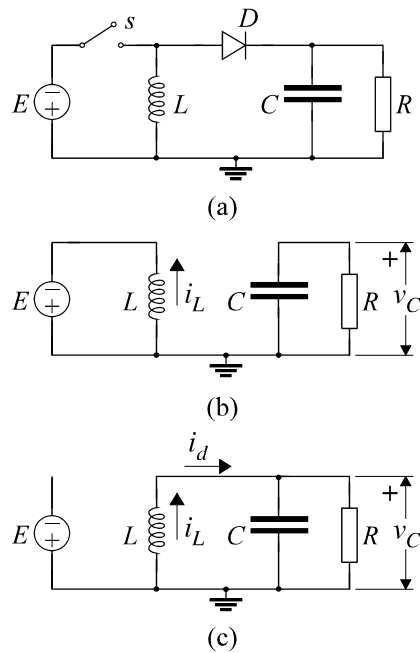 s D
E − + L C R
(a)
E − + L i_L C R + v_C
(b)
i_d
E − + L i_L C R + v_C
(c)